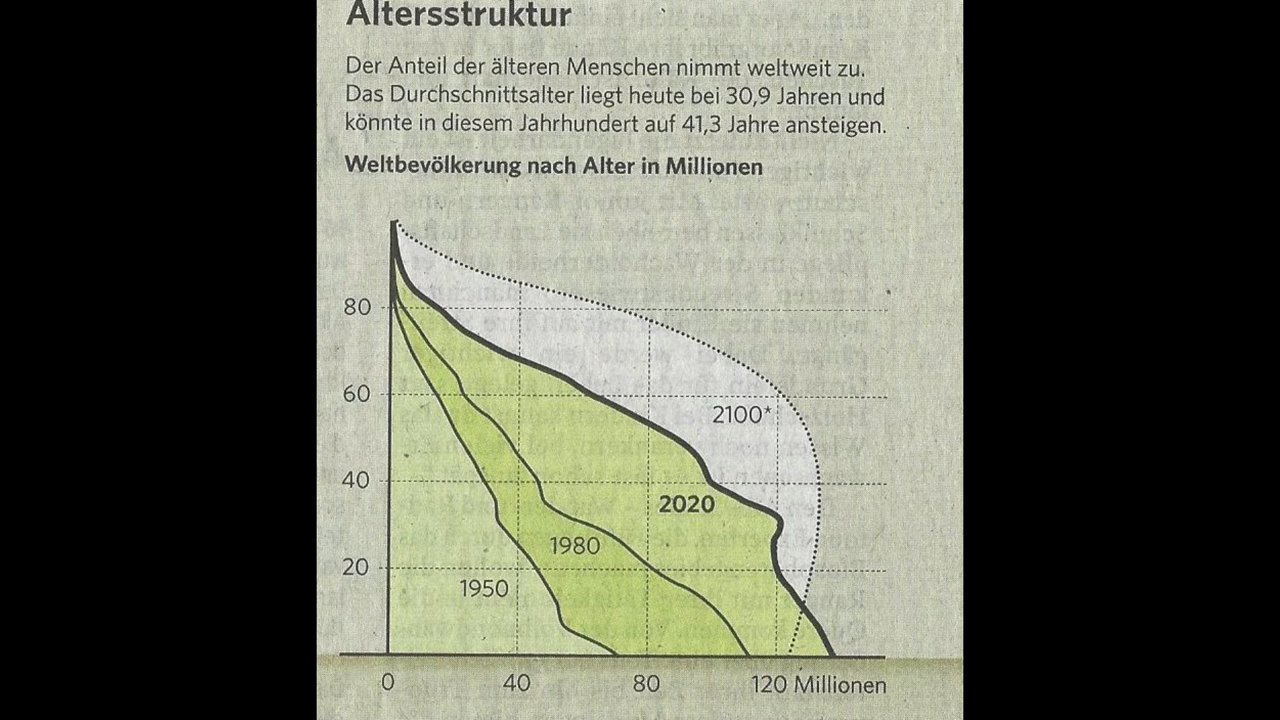 Altersstruktur
Der Anteil der älteren Menschen nimmt weltweit zu.
Das Durchschnittsalter liegt heute bei 30,9 Jahren und
könnte in diesem Jahrhundert auf 41,3 Jahre ansteigen.
Weltbevölkerung nach Alter in Millionen
80
60
2100*
40
2020
1980
20
1950
0 40 80 120 Millionen